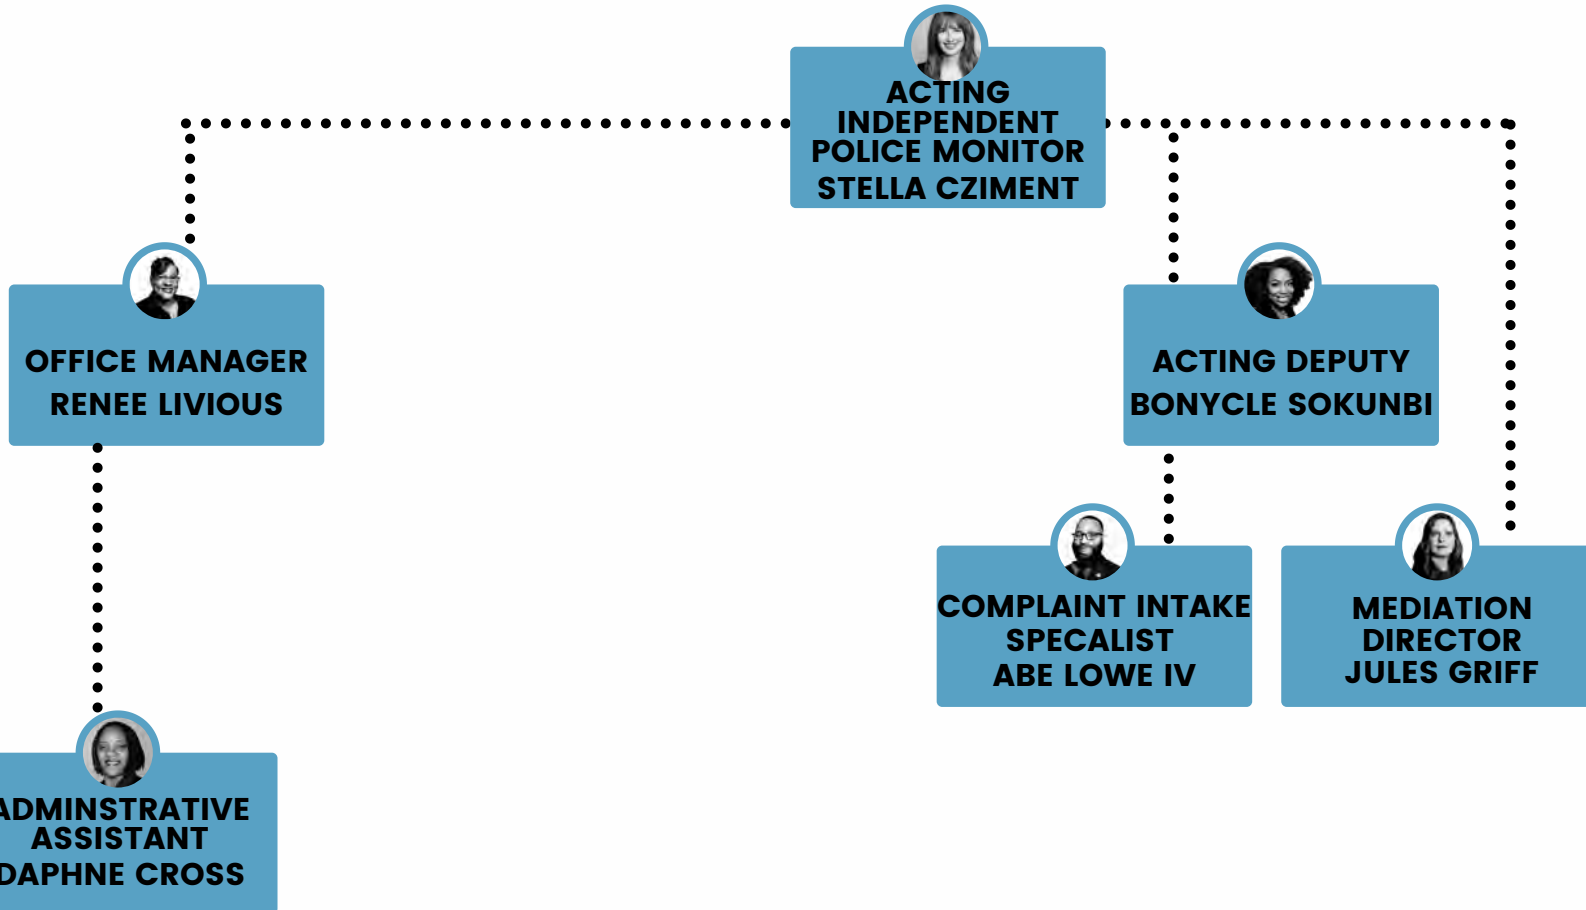 ACTING
INDEPENDENT
POLICE MONITOR
STELLA CZIMENT
OFFICE MANAGER
RENEE LIVIOUS
ACTING DEPUTY
BONYCLE SOKUNBI
COMPLAINT INTAKE
SPECALIST
ABE LOWE IV
MEDIATION
DIRECTOR
JULES GRIFF
ADMINSTRATIVE
ASSISTANT
DAPHNE CROSS